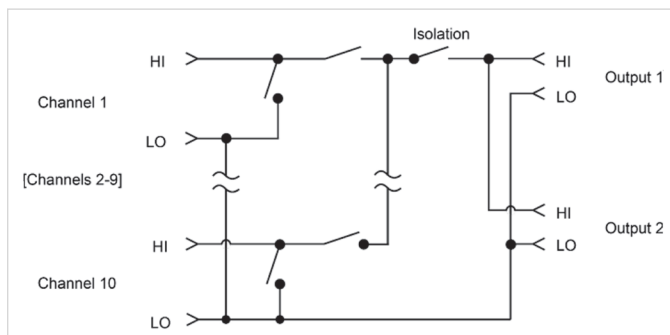 Isolation
HI
HI
Output 1
Channel 1
LO
LO
[Channels 2-9]
HI
Output 2
HI
LO
Channel 10
LO